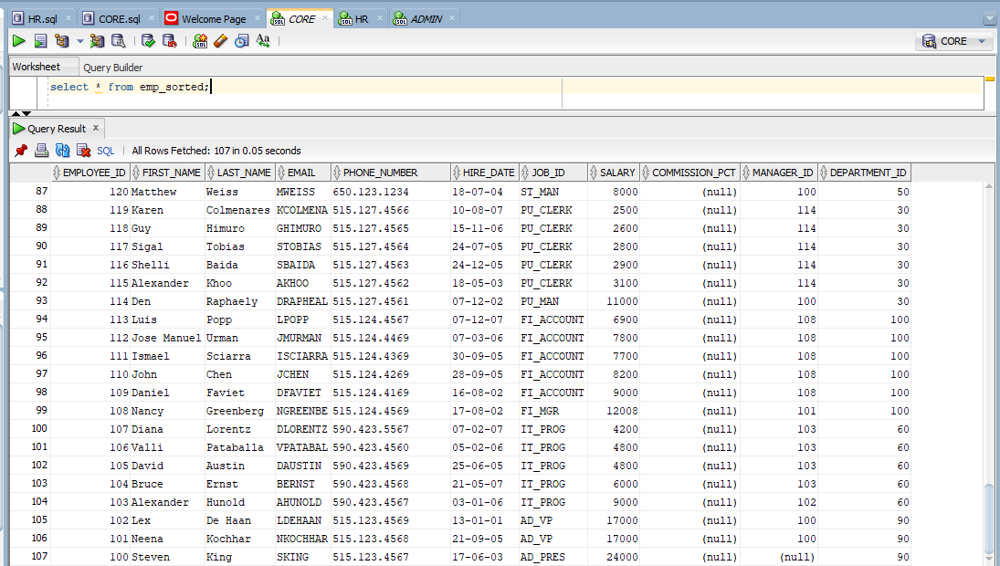 HR.sql CORE.sql Welcome Page CORE HR ADMIN
CORE
Worksheet Query Builder
select * from emp_sorted;
Query Result
SQL All Rows Fetched: 107 in 0.05 seconds
EMPLOYEE_ID FIRST_NAME LAST_NAME EMAIL PHONE_NUMBER HIRE_DATE JOB_ID SALARY COMMISSION_PCT MANAGER_ID DEPARTMENT_ID
87 120 Matthew Weiss MWEISS 650.123.1234 18-07-04 ST_MAN 8000 (null) 100 50
88 119 Karen Colmenares KCOLMENA 515.127.4566 10-08-07 PU_CLERK 2500 (null) 114 30
89 118 Guy Himuro GHIMURO 515.127.4565 15-11-06 PU_CLERK 2600 (null) 114 30
90 117 Sigal Tobias STOBIAS 515.127.4564 24-07-05 PU_CLERK 2800 (null) 114 30
91 116 Shelli Baida SBAIDA 515.127.4563 24-12-05 PU_CLERK 2900 (null) 114 30
92 115 Alexander Khoo AKHOO 515.127.4562 18-05-03 PU_CLERK 3100 (null) 114 30
93 114 Den Raphaely DRAPHEAL 515.127.4561 07-12-02 PU_MAN 11000 (null) 100 30
94 113 Luis Popp LPOPP 515.124.4567 07-12-07 FI_ACCOUNT 6900 (null) 108 100
95 112 Jose Manuel Urman JMURMAN 515.124.4469 07-03-06 FI_ACCOUNT 7800 (null) 108 100
96 111 Ismael Sciarra ISCIARRA 515.124.4369 30-09-05 FI_ACCOUNT 7700 (null) 108 100
97 110 John Chen JCHEN 515.124.4269 28-09-05 FI_ACCOUNT 8200 (null) 108 100
98 109 Daniel Faviet DFAVIET 515.124.4169 16-08-02 FI_ACCOUNT 9000 (null) 108 100
99 108 Nancy Greenberg NGREENBE 515.124.4569 17-08-02 FI_MGR 12008 (null) 101 100
100 107 Diana Lorentz DLORENTZ 590.423.5567 07-02-07 IT_PROG 4200 (null) 103 60
101 106 Valli Pataballa VPATABAL 590.423.4560 05-02-06 IT_PROG 4800 (null) 103 60
102 105 David Austin DAUSTIN 590.423.4569 25-06-05 IT_PROG 4800 (null) 103 60
103 104 Bruce Ernst BERNST 590.423.4568 21-05-07 IT_PROG 6000 (null) 103 60
104 103 Alexander Hunold AHUNOLD 590.423.4567 03-01-06 IT_PROG 9000 (null) 102 60
105 102 Lex De Haan LDEHAAN 515.123.4569 13-01-01 AD_VP 17000 (null) 100 90
106 101 Neena Kochhar NKOCHHAR 515.123.4568 21-09-05 AD_VP 17000 (null) 100 90
107 100 Steven King SKING 515.123.4567 17-06-03 AD_PRES 24000 (null) (null) 90